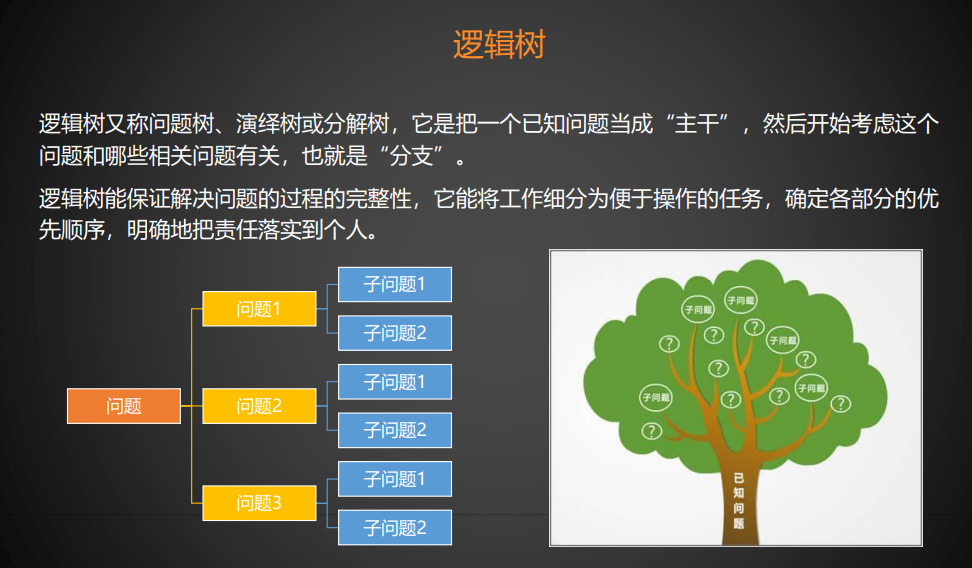 逻辑树
逻辑树又称问题树、演绎树或分解树，它是把一个已知问题当成“主干”，然后开始考虑这个
问题和哪些相关问题有关，也就是“分支”。
逻辑树能保证解决问题的过程的完整性，它能将工作细分为便于操作的任务，确定各部分的优
先顺序，明确地把责任落实到个人。
问题
问题1
子问题1
子问题2
问题2
子问题1
子问题2
问题3
子问题1
子问题2
子问题
子问题
?
?
?
子问题
?
?
子问题
子问题
?
?
?
?
已
知
问
题